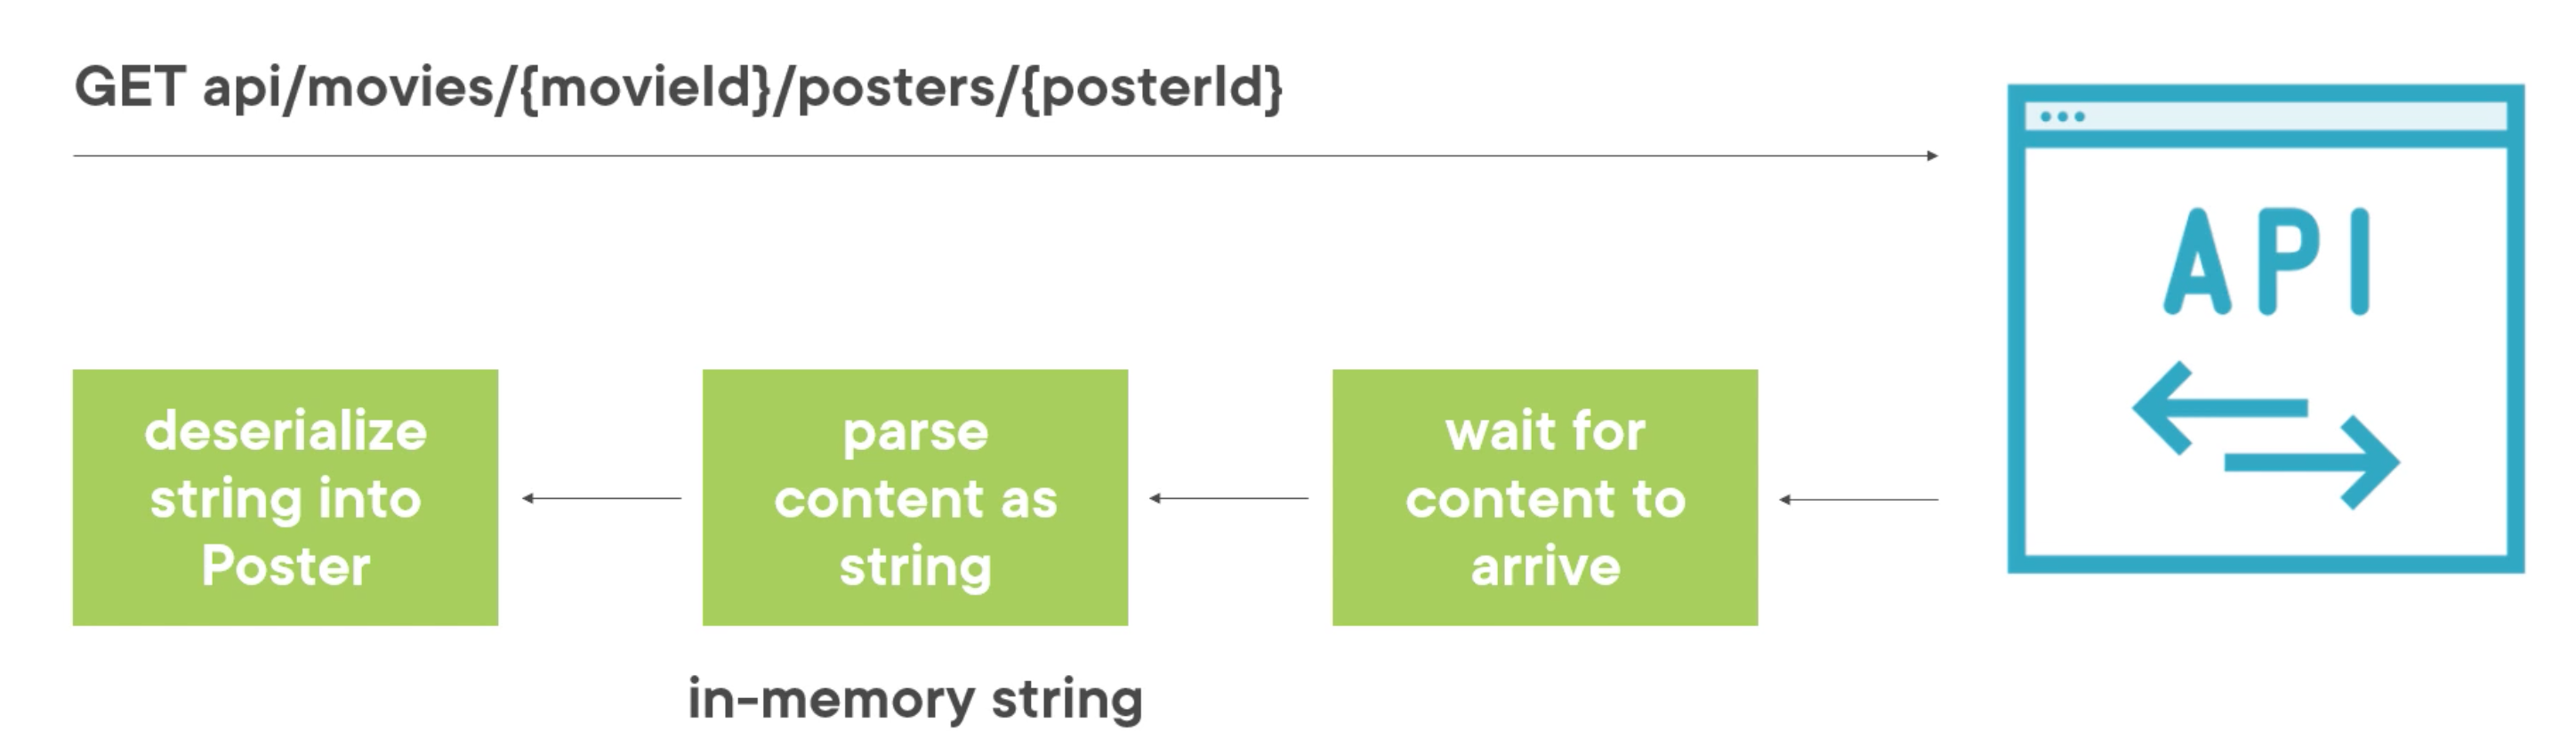 GET api/movies/{movieId}/posters/{posterId}
API
deserialize
string into
Poster
parse
content as
string
wait for
content to
arrive
in-memory string